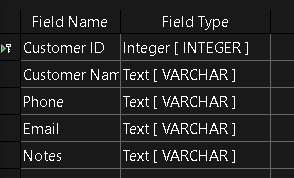 Field Name Field Type
Customer ID Integer [ INTEGER ]
Customer Nam Text [ VARCHAR ]
Phone Text [ VARCHAR ]
Email Text [ VARCHAR ]
Notes Text [ VARCHAR ]